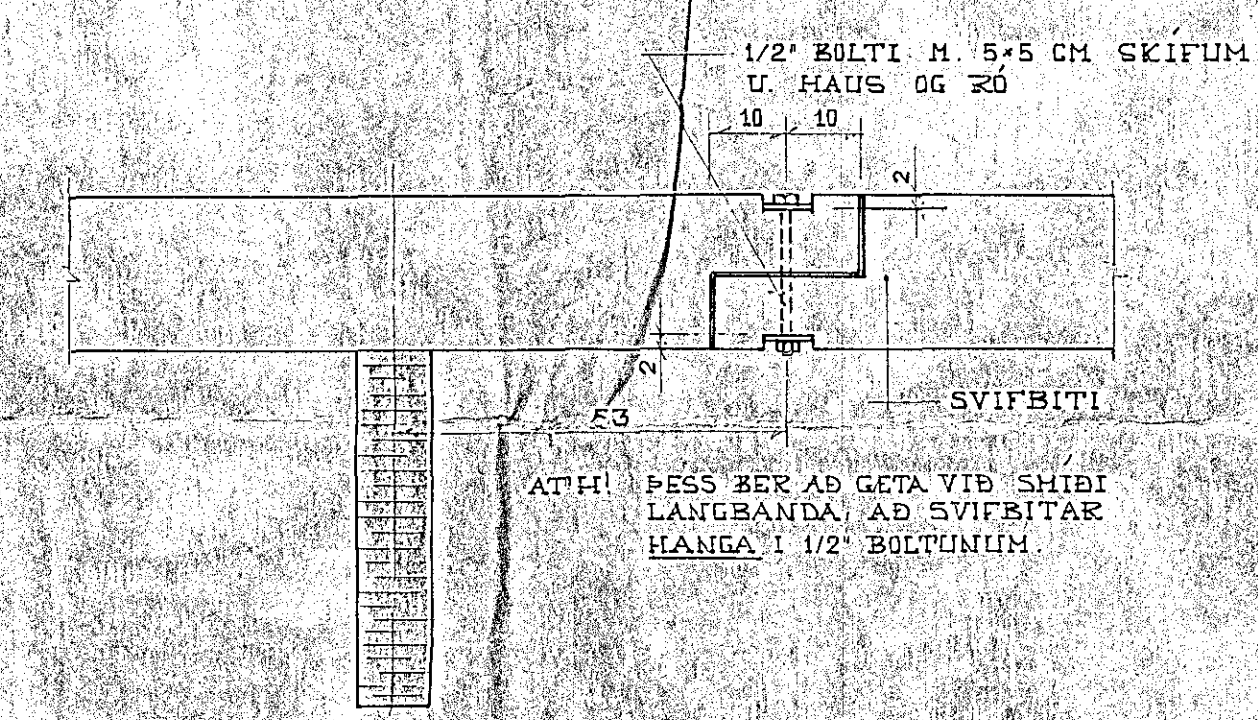 1/2" BOLTI M. 5×5 CM SKÍFUM
U. HAUS OG RÓ
10 10
2
2
SVIFBITI
53
ATH! ÞESS BER AÐ GETA VIÐ SMÍÐI
LANGBANDA, AÐ SVIFBITAR
HANGA Í 1/2" BOLTUNUM.